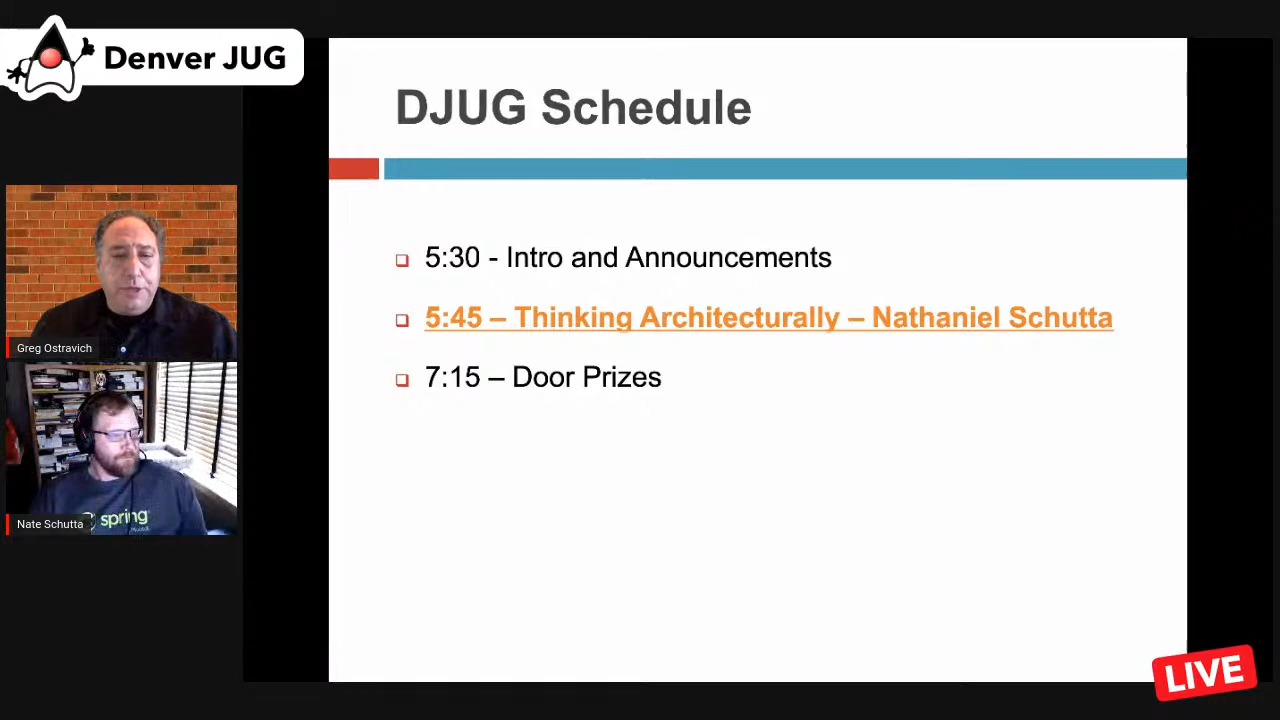 Denver JUG
DJUG Schedule
5:30 - Intro and Announcements
5:45 – Thinking Architecturally – Nathaniel Schutta
7:15 – Door Prizes
Greg Ostravich
spring
Nate Schutta
LIVE